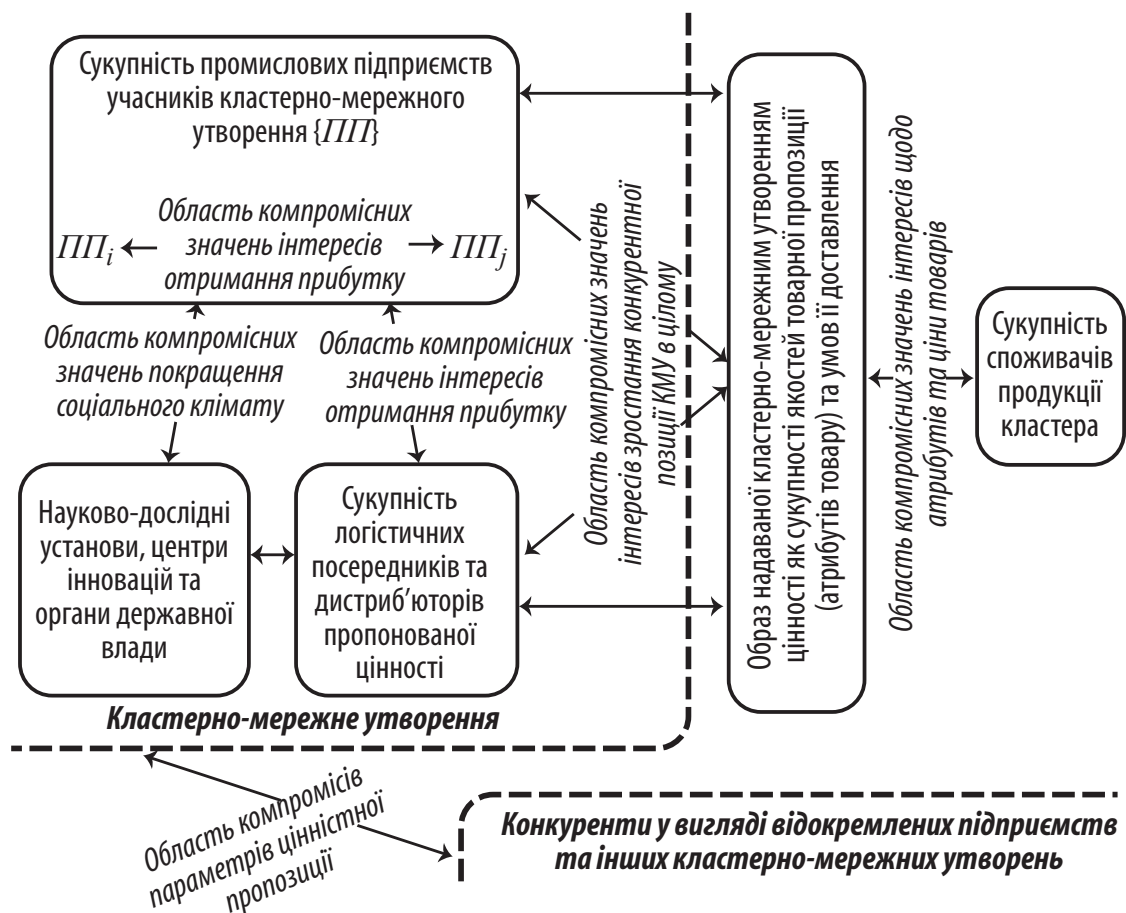 Сукупність промислових підприємств
учасників кластерно-мережного
утворення {ПП}
Область компромісних
значень інтересів
отримання прибутку
ППi
ППj
Область компромісних
значень покращення
соціального клімату
Область компромісних
значень інтересів
отримання прибутку
Науково-дослідні
установи, центри
інновацій та
органи державної
влади
Сукупність
логістичних
посередників та
дистриб’юторів
пропонованої
цінності
Кластерно-мережне утворення
Область компромісних значень
інтересів зростання конкурентної
позиції КМУ в цілому
Образ надаваної кластерно-мережним утворенням
цінності як сукупності якостей товарної пропозиції
(атрибутів товару) та умов її доставлення
Область компромісних значень інтересів щодо
атрибутів та ціни товарів
Сукупність
споживачів
продукції
кластера
Область компромісів
параметрів цінністної
пропозиції
Конкуренти у вигляді відокремлених підприємств
та інших кластерно-мережних утворень